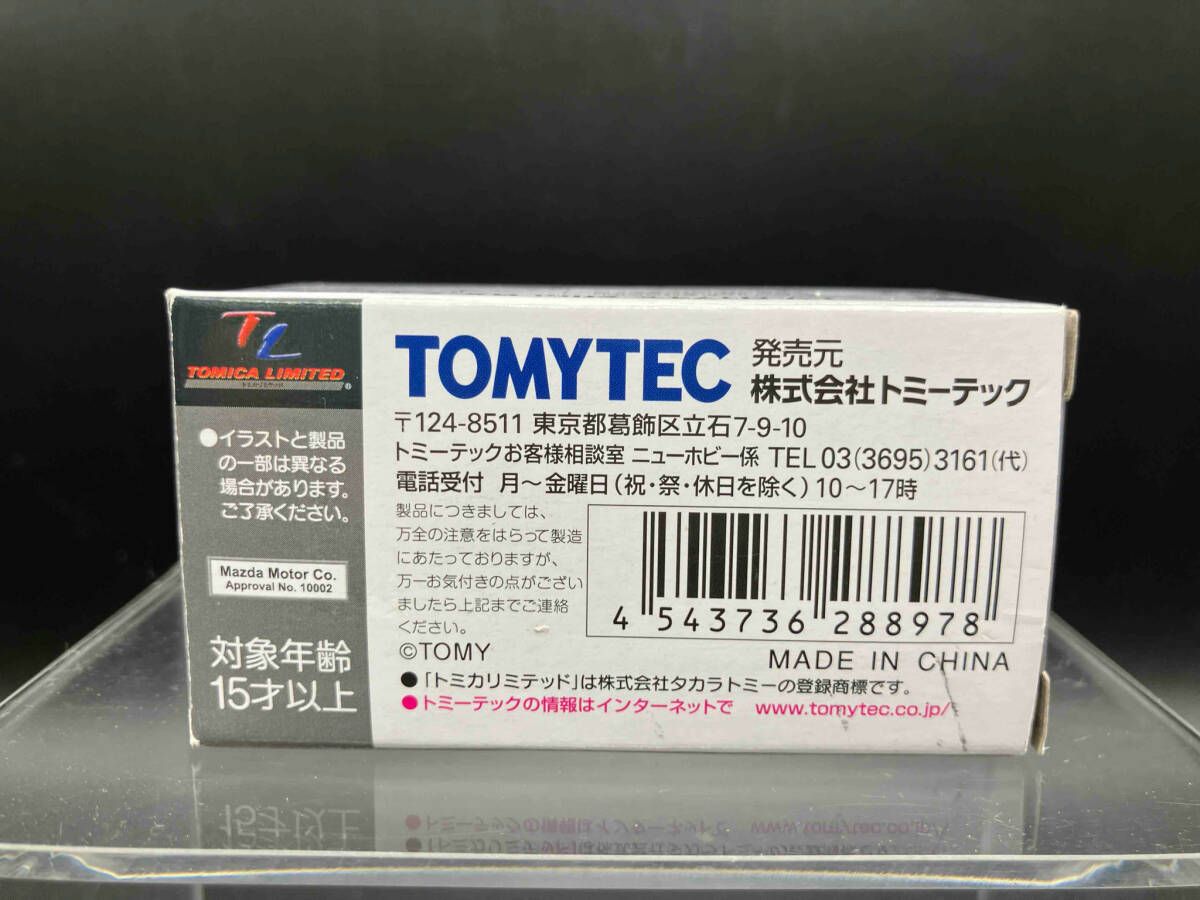 TL
TOMICA LIMITED
トミカリミテッド
®
●イラストと製品
の一部は異なる
場合があります。
ご了承ください。
Mazda Motor Co.
Approval No. 10002
対象年齢
15才以上
TOMYTEC
発売元
株式会社トミーテック
〒124-8511 東京都葛飾区立石7-9-10
トミーテックお客様相談室 ニューホビー係 TEL 03(3695)3161(代)
電話受付 月～金曜日(祝・祭・休日を除く)10～17時
製品につきましては、
万全の注意をはらって製造
にあたっておりますが、
万一お気付きの点がござい
ましたら上記までご連絡
ください。
4 543736 288978
©TOMY
MADE IN CHINA
●「トミカリミテッド」は株式会社タカラトミーの登録商標です。
●トミーテックの情報はインターネットで www.tomytec.co.jp/